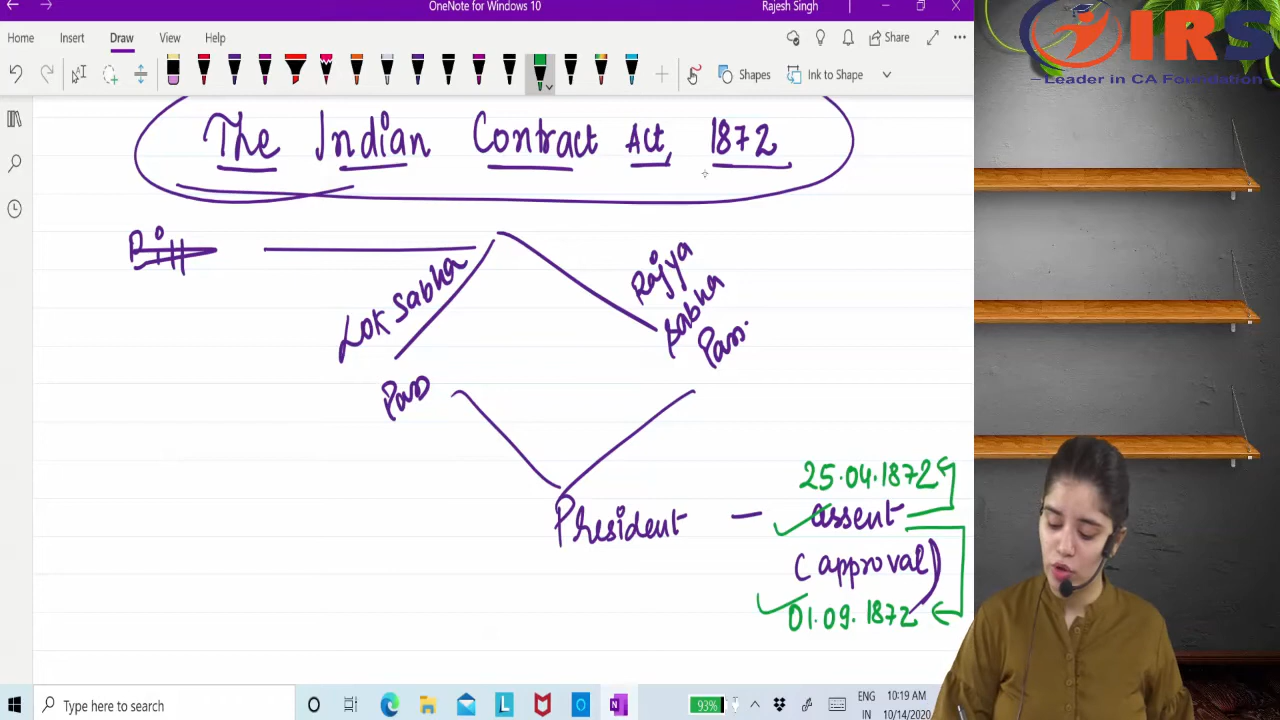 OneNote for Windows 10
Rajesh Singh
Home Insert Draw View Help
Share
Shapes
Ink to Shape
IRS
Leader in CA Foundation
The Indian Contract Act, 1872
Lok Sabha
Rajya
Sabha
Pass
Pass
25.04.1872
President - assent
(approval)
01.09.1872
Type here to search
93%
ENG
IN
10:19 AM
10/14/2020